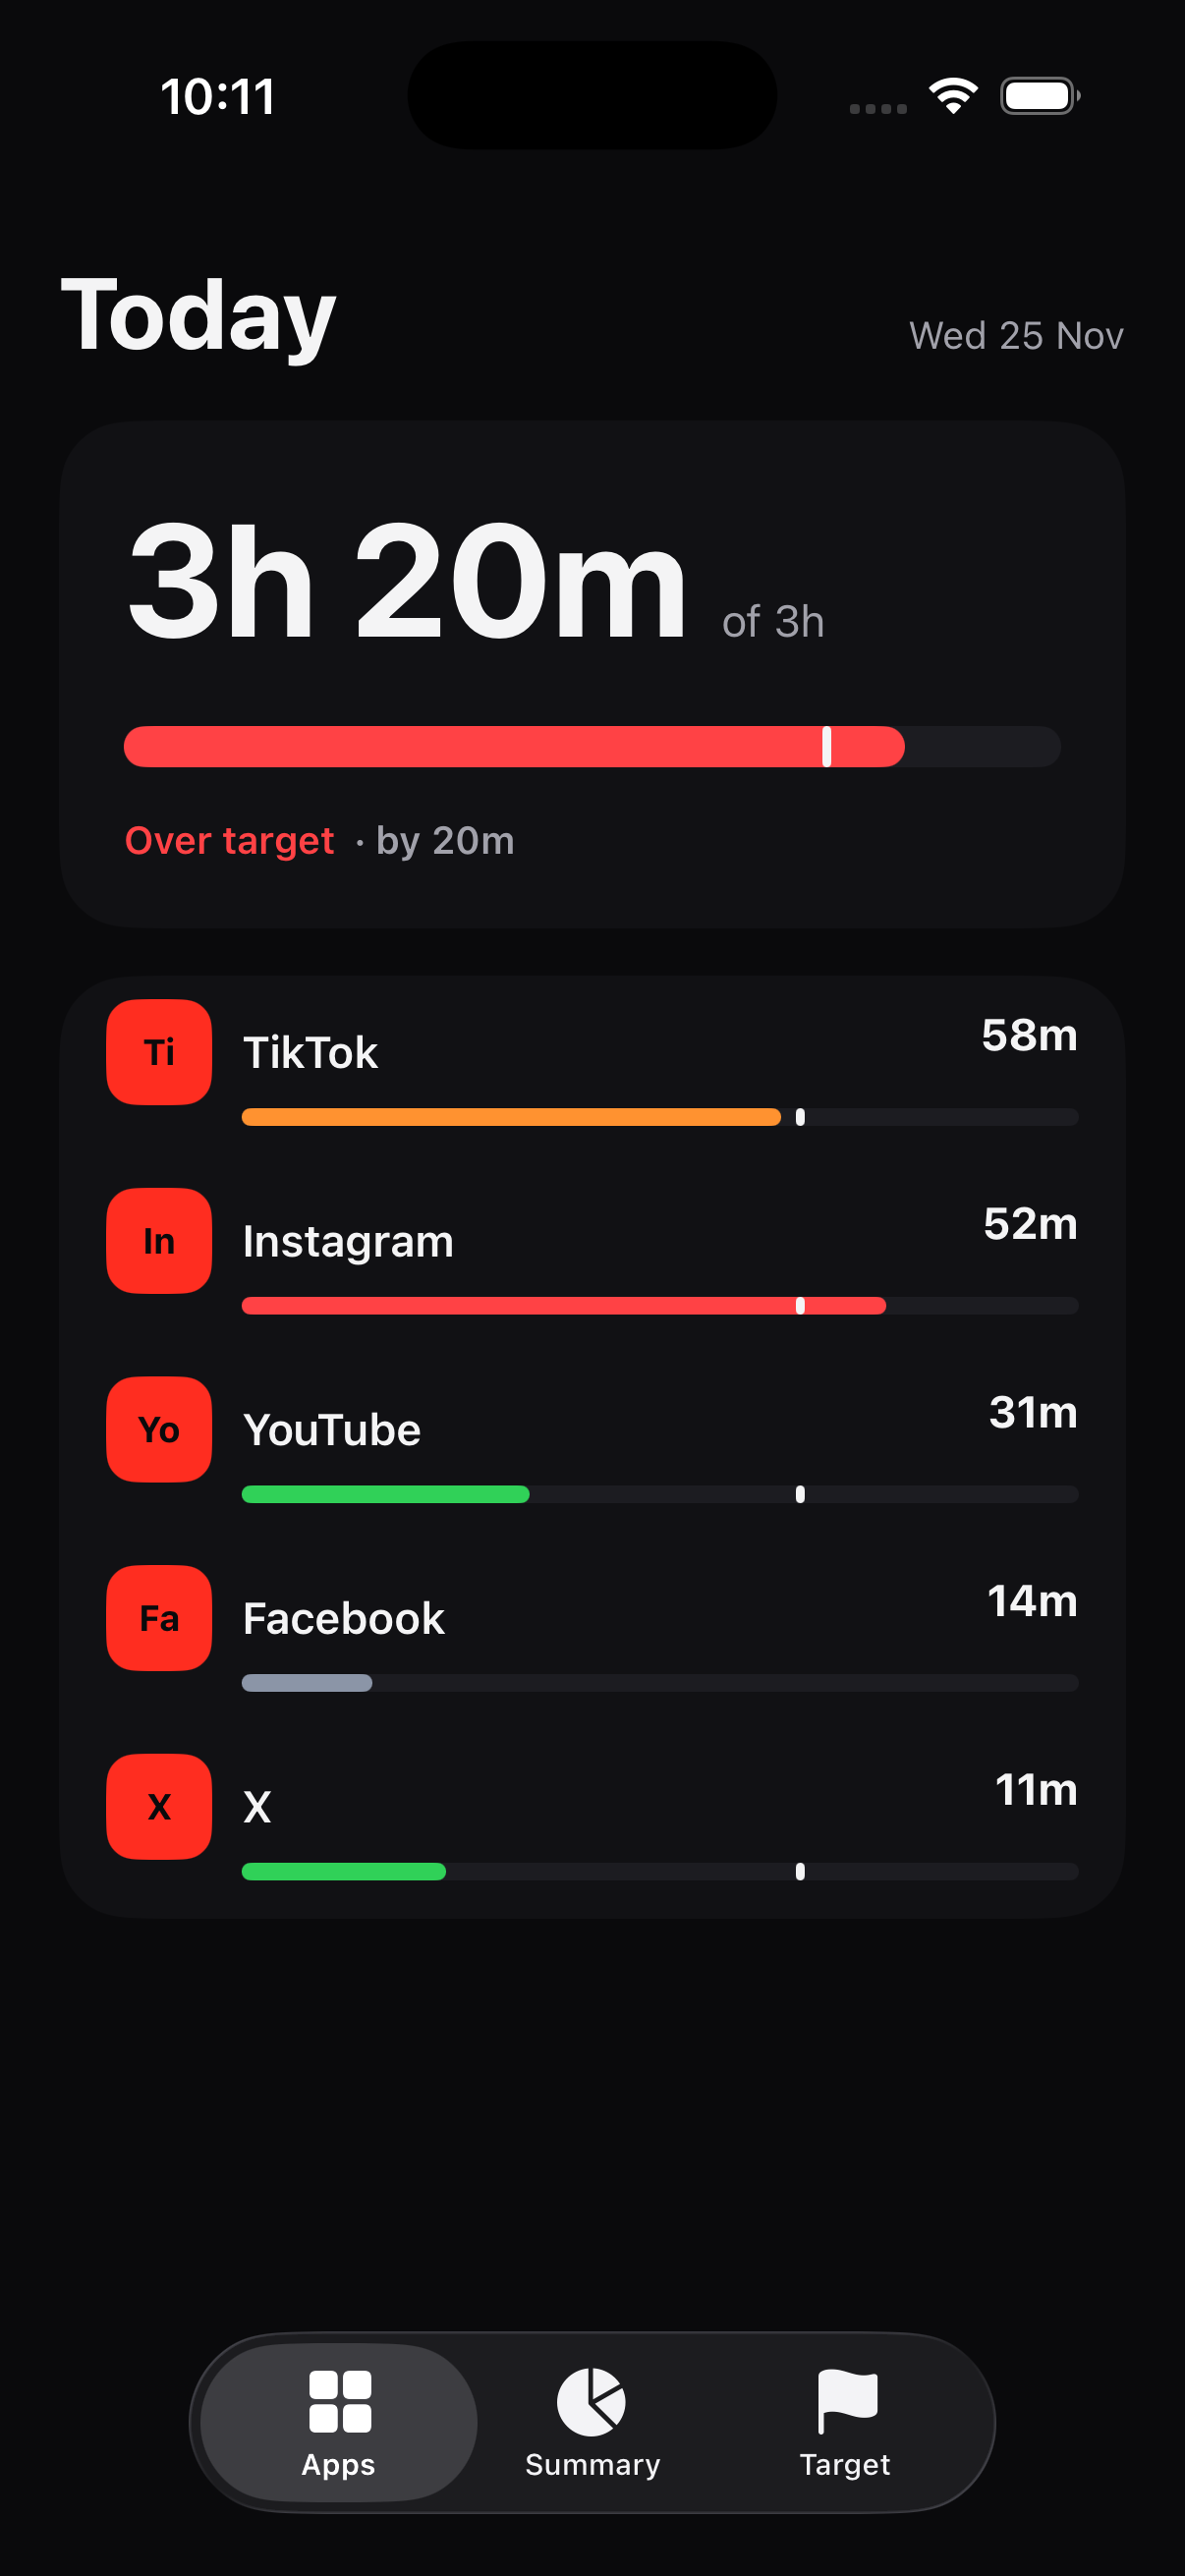 10:11
Today
Wed 25 Nov
3h 20m of 3h
Over target · by 20m
Ti TikTok 58m
In Instagram 52m
Yo YouTube 31m
Fa Facebook 14m
X X 11m
Apps Summary Target